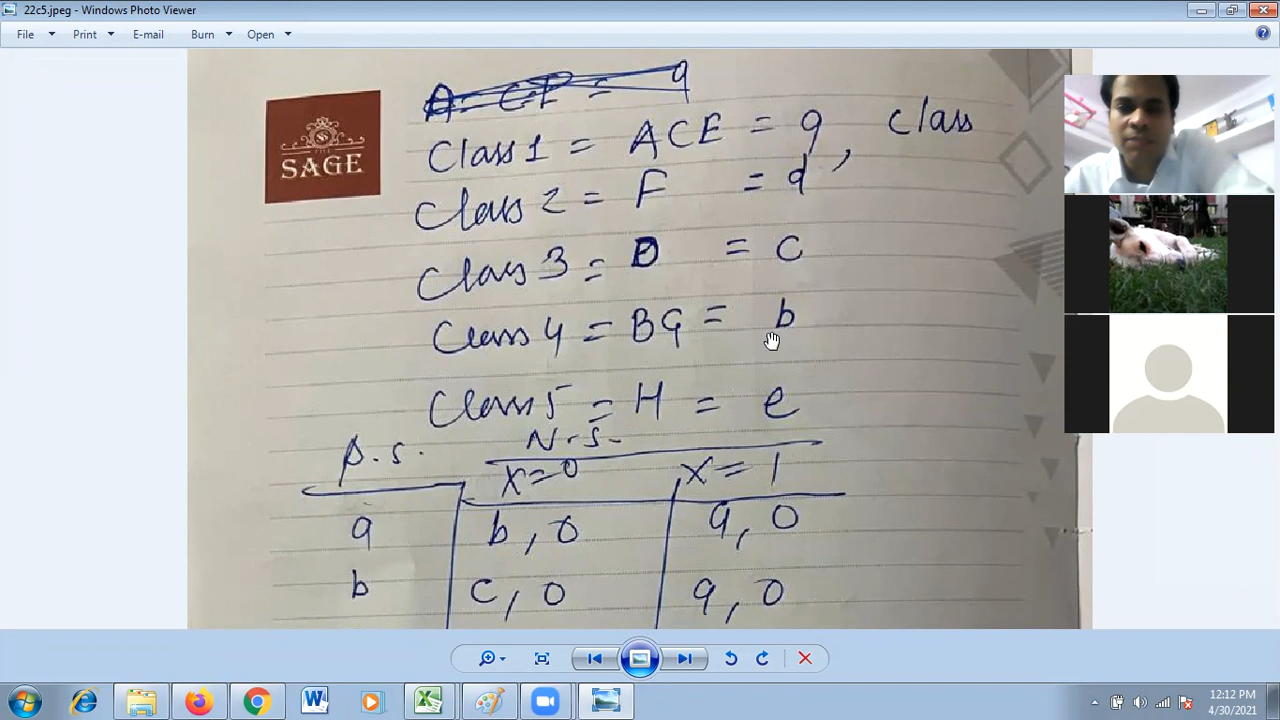 22c5.jpeg - Windows Photo Viewer
File Print E-mail Burn Open
SAGE
Class 1 = ACE = a, Class
Class 2 = F = d
Class 3 = D = c
Class 4 = BG = b
Class 5 = H = e
P.S. N.S.
X=0 X=1
a b, 0 a, 0
b c, 0 a, 0
12:12 PM
4/30/2021